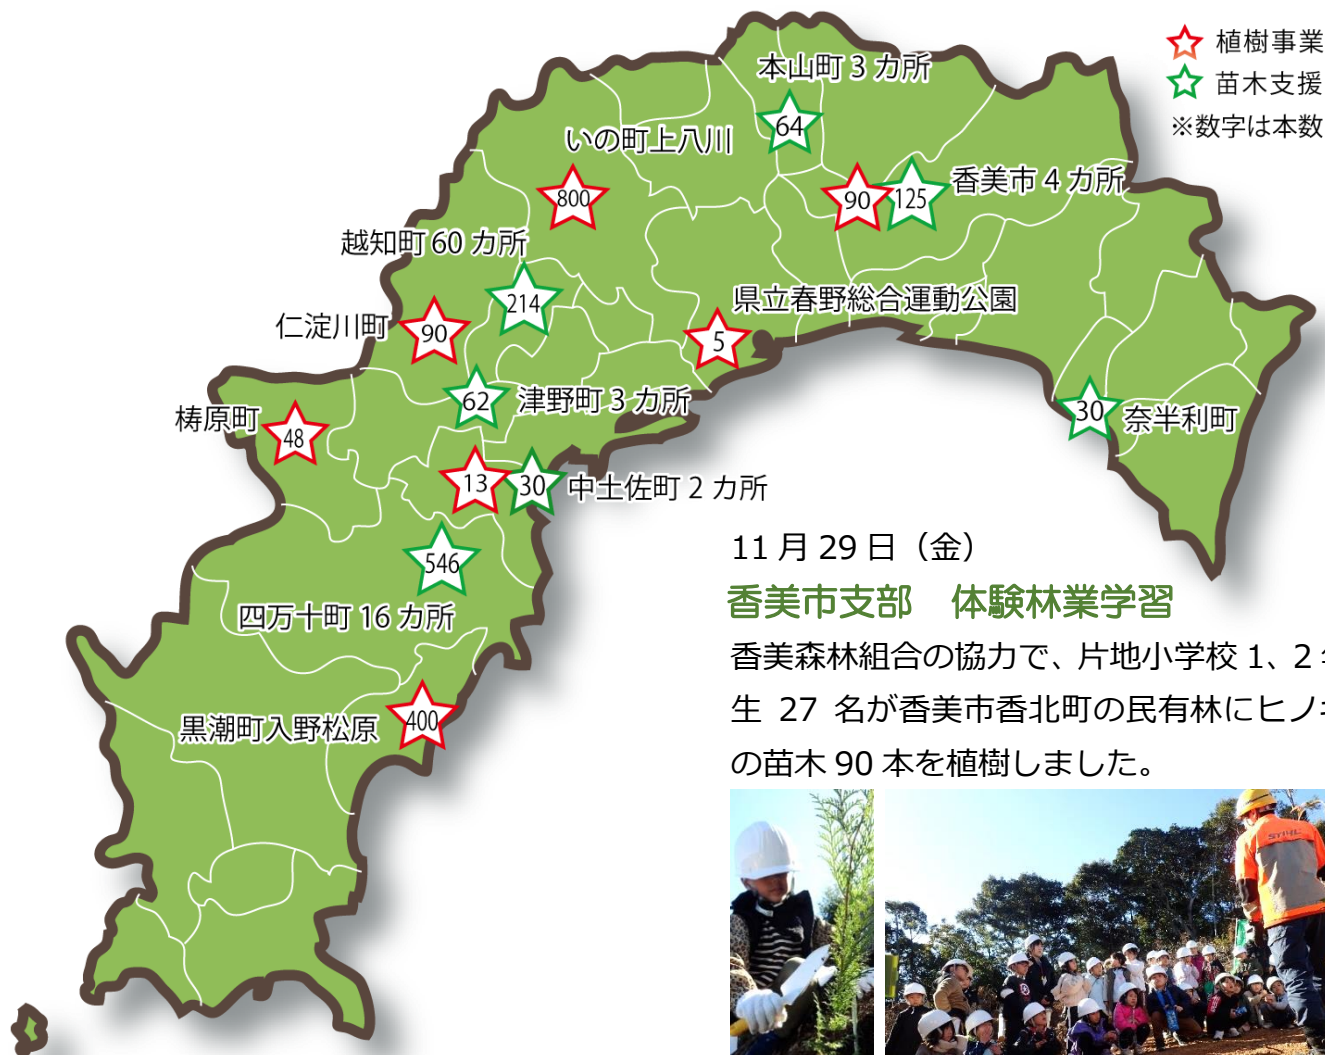 植樹事業
苗木支援
※数字は本数
本山町 3 カ所
64
いの町上八川
800
香美市 4 カ所
90
125
越知町 60 カ所
214
仁淀川町
90
県立春野総合運動公園
5
津野町 3 カ所
62
梼原町
48
奈半利町
30
13
30
中土佐町 2 カ所
546
四万十町 16 カ所
黒潮町入野松原
400
11 月 29 日（金）
香美市支部　体験林業学習
香美森林組合の協力で、片地小学校 1、2
生 27 名が香美市香北町の民有林にヒノ
の苗木 90 本を植樹しました。
STIHL